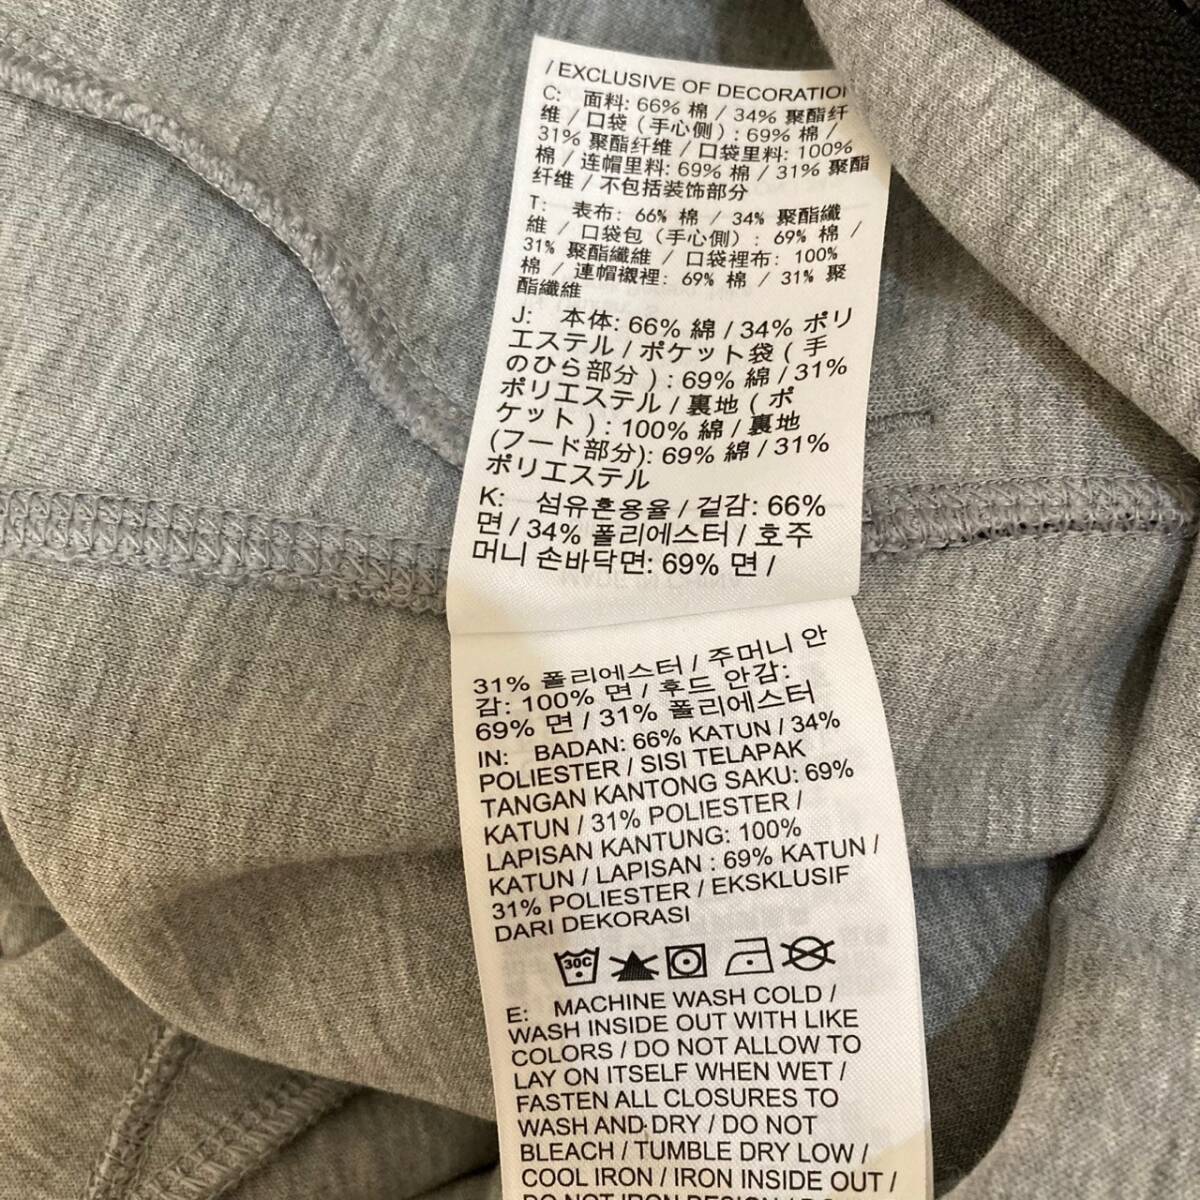 / EXCLUSIVE OF DECORATION
C: 面料: 66% 棉 / 34% 聚酯纤
维 / 口袋（手心侧）: 69% 棉 /
31% 聚酯纤维 / 口袋里料: 100%
棉 / 连帽里料: 69% 棉 / 31% 聚酯
纤维 / 不包括装饰部分
T: 表布: 66% 棉 / 34% 聚酯纖
維 / 口袋包（手心側）: 69% 棉 /
31% 聚酯纖維 / 口袋裡布: 100%
棉 / 連帽襯裡: 69% 棉 / 31% 聚
酯纖維
J: 本体: 66% 綿 / 34% ポリ
エステル / ポケット袋 ( 手
のひら部分 ) : 69% 綿 / 31%
ポリエステル / 裏地 ( ポ
ケット ) : 100% 綿 / 裏地
(フード部分): 69% 綿 / 31%
ポリエステル
K: 섬유혼용율 / 겉감: 66%
면 / 34% 폴리에스터 / 호주
머니 손바닥면: 69% 면 /
31% 폴리에스터 / 주머니 안
감: 100% 면 / 후드 안감:
69% 면 / 31% 폴리에스터
IN: BADAN: 66% KATUN / 34%
POLIESTER / SISI TELAPAK
TANGAN KANTONG SAKU: 69%
KATUN / 31% POLIESTER /
LAPISAN KANTUNG: 100%
KATUN / LAPISAN : 69% KATUN /
31% POLIESTER / EKSKLUSIF
DARI DEKORASI
30C
E: MACHINE WASH COLD /
WASH INSIDE OUT WITH LIKE
COLORS / DO NOT ALLOW TO
LAY ON ITSELF WHEN WET /
FASTEN ALL CLOSURES TO
WASH AND DRY / DO NOT
BLEACH / TUMBLE DRY LOW /
COOL IRON / IRON INSIDE OUT /
DO NOT IRON DESIGN / DO